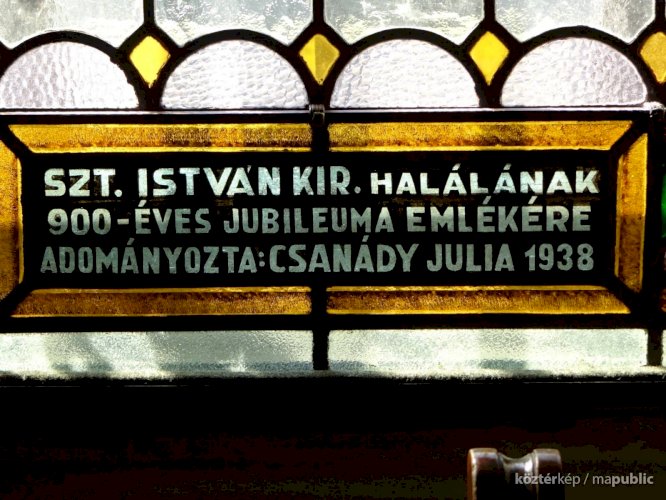 SZT. ISTVÁN KIR. HALÁLÁNAK
900-ÉVES JUBILEUMA EMLÉKÉRE
ADOMÁNYOZTA: CSANÁDY JULIA 1938
köztérkép / mapublic